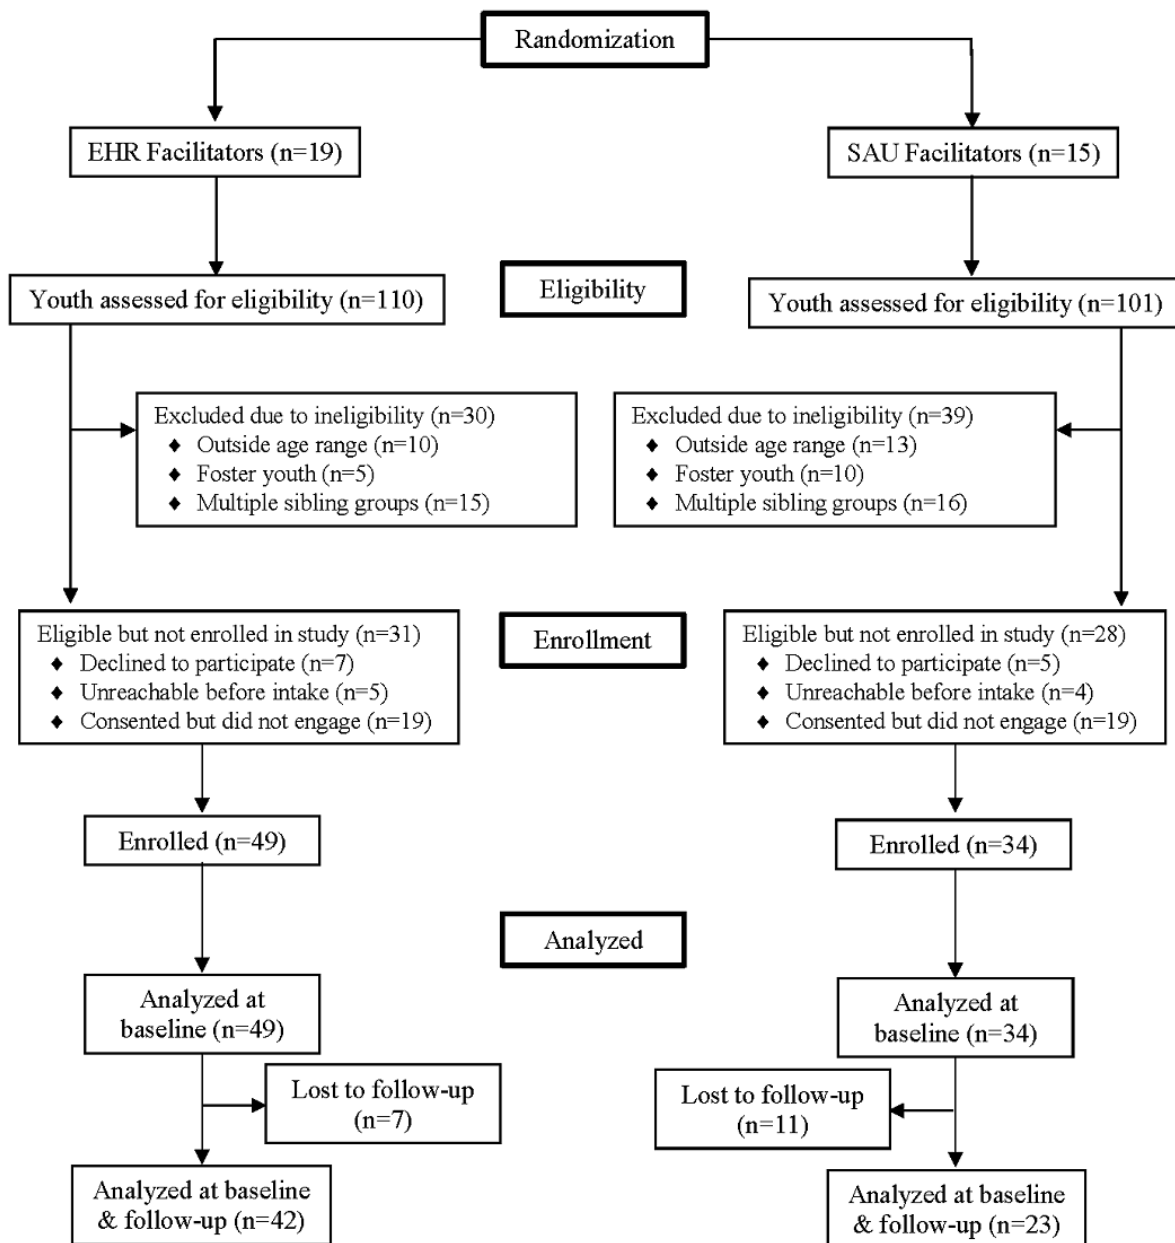 Randomization
EHR Facilitators (n=19)
SAU Facilitators (n=15)
Eligibility
Youth assessed for eligibility (n=110)
Youth assessed for eligibility (n=101)
Excluded due to ineligibility (n=30)
♦ Outside age range (n=10)
♦ Foster youth (n=5)
♦ Multiple sibling groups (n=15)
Excluded due to ineligibility (n=39)
♦ Outside age range (n=13)
♦ Foster youth (n=10)
♦ Multiple sibling groups (n=16)
Enrollment
Eligible but not enrolled in study (n=31)
♦ Declined to participate (n=7)
♦ Unreachable before intake (n=5)
♦ Consented but did not engage (n=19)
Eligible but not enrolled in study (n=28)
♦ Declined to participate (n=5)
♦ Unreachable before intake (n=4)
♦ Consented but did not engage (n=19)
Enrolled (n=49)
Enrolled (n=34)
Analyzed
Analyzed at
baseline (n=49)
Analyzed at
baseline (n=34)
Lost to follow-up
(n=7)
Lost to follow-up
(n=11)
Analyzed at baseline
& follow-up (n=42)
Analyzed at baseline
& follow-up (n=23)